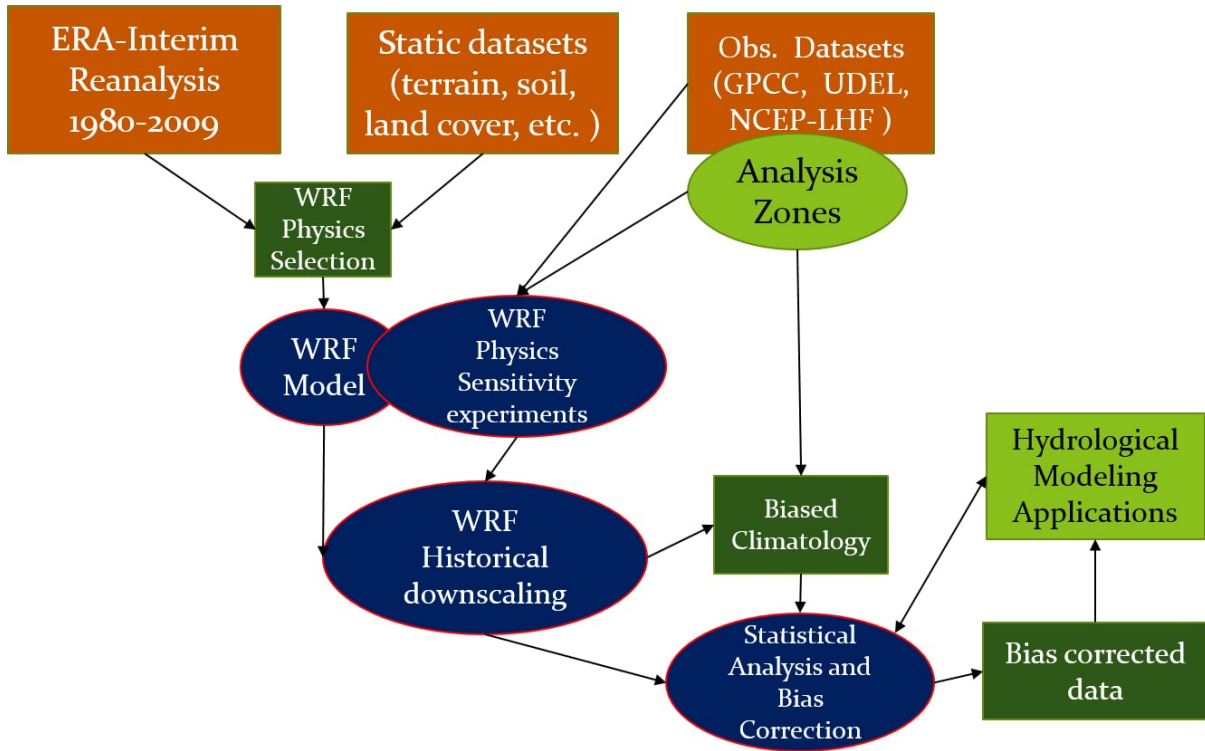 ERA-Interim
Reanalysis
1980-2009
Static datasets
(terrain, soil,
land cover, etc. )
Obs. Datasets
(GPCC, UDEL,
NCEP-LHF )
Analysis
Zones
WRF
Physics
Selection
WRF
Model
WRF
Physics
Sensitivity
experiments
WRF
Historical
downscaling
Biased
Climatology
Hydrological
Modeling
Applications
Statistical
Analysis and
Bias
Correction
Bias corrected
data